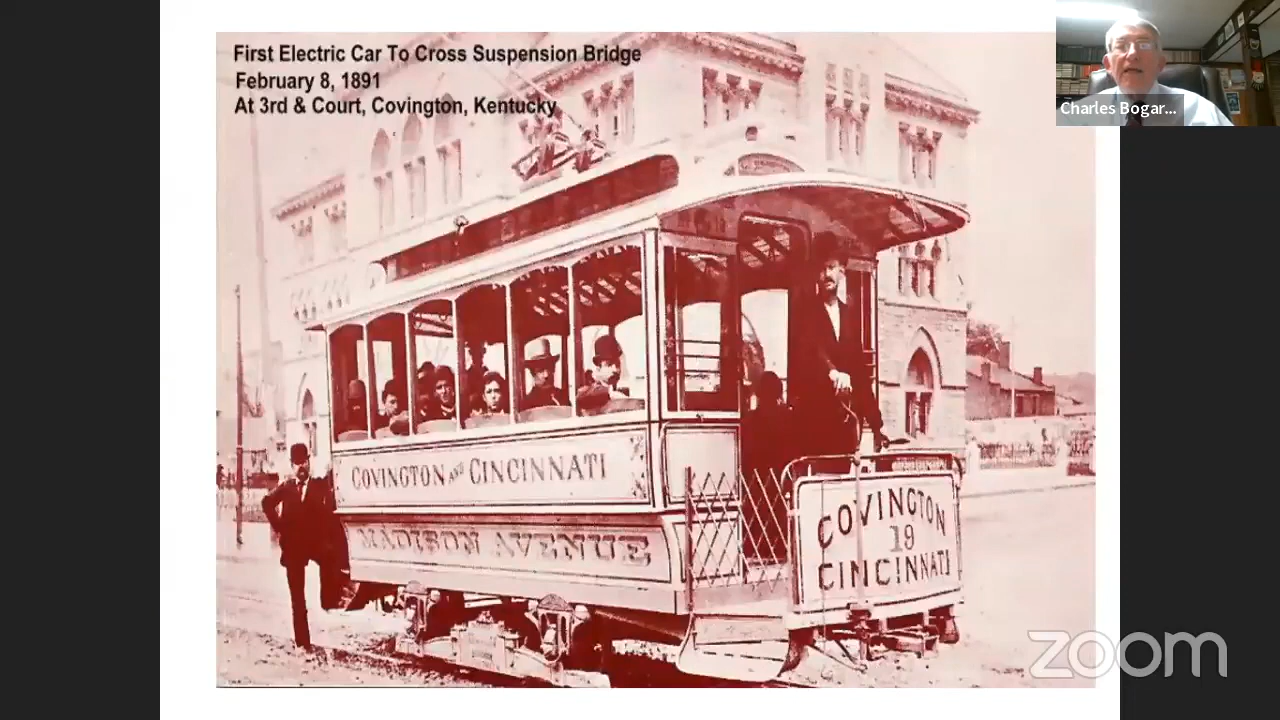 First Electric Car To Cross Suspension Bridge
February 8, 1891
At 3rd & Court, Covington, Kentucky
Charles Bogar...
COVINGTON AND CINCINNATI
MADISON AVENUE
COVINGTON
19
CINCINNATI
zoom